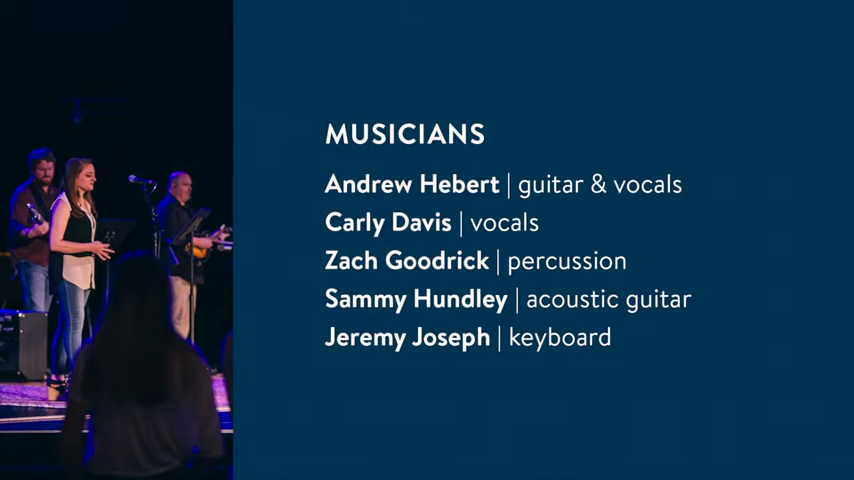 MUSICIANS
Andrew Hebert | guitar & vocals
Carly Davis | vocals
Zach Goodrick | percussion
Sammy Hundley | acoustic guitar
Jeremy Joseph | keyboard